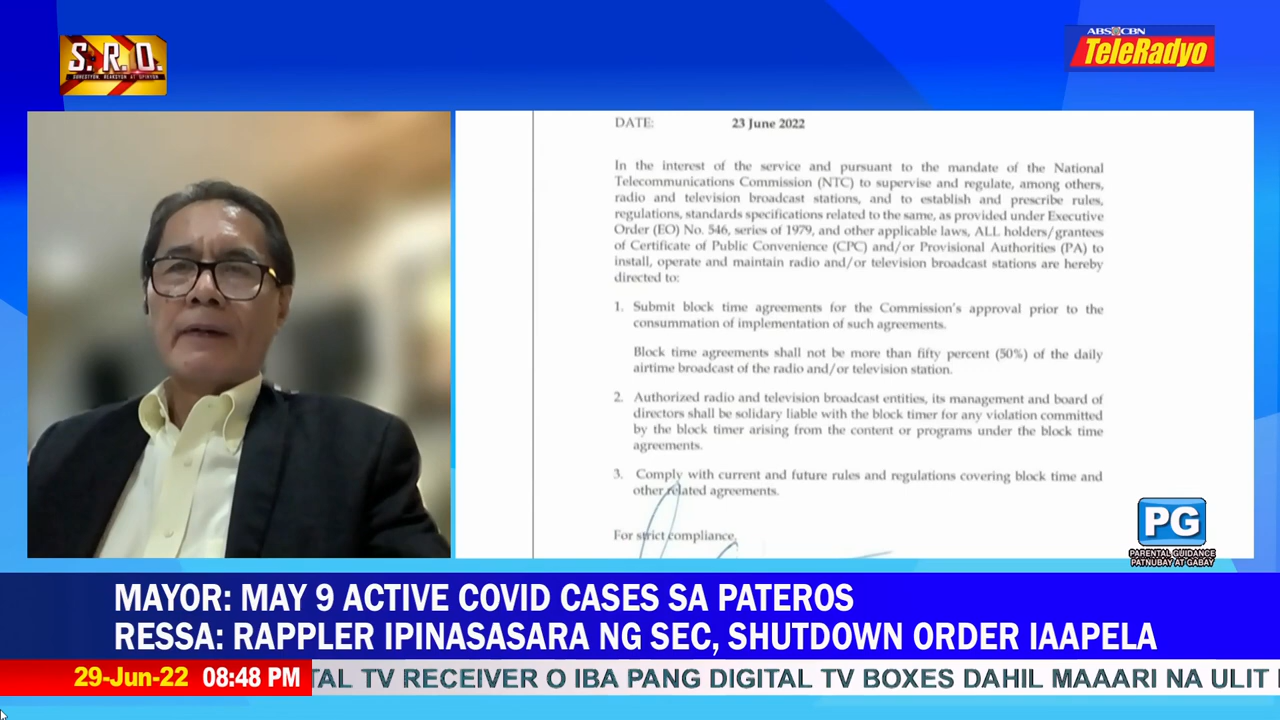 S.R.O.
SUHESTIYON, REAKSIYON AT OPINYON
ABS-CBN
TeleRadyo
DATE: 23 June 2022
In the interest of the service and pursuant to the mandate of the National
Telecommunications Commission (NTC) to supervise and regulate, among others,
radio and television broadcast stations, and to establish and prescribe rules,
regulations, standards specifications related to the same, as provided under Executive
Order (EO) No. 546, series of 1979, and other applicable laws, ALL holders/grantees
of Certificate of Public Convenience (CPC) and/or Provisional Authorities (PA) to
install, operate and maintain radio and/or television broadcast stations are hereby
directed to:
1. Submit block time agreements for the Commission's approval prior to the
consummation of implementation of such agreements.
Block time agreements shall not be more than fifty percent (50%) of the daily
airtime broadcast of the radio and/or television station.
2. Authorized radio and television broadcast entities, its management and board of
directors shall be solidary liable with the block timer for any violation committed
by the block timer arising from the content or programs under the block time
agreements.
3. Comply with current and future rules and regulations covering block time and
other related agreements.
For strict compliance.
PG
PARENTAL GUIDANCE
PATNUBAY AT GABAY
MAYOR: MAY 9 ACTIVE COVID CASES SA PATEROS
RESSA: RAPPLER IPINASASARA NG SEC, SHUTDOWN ORDER IAAPELA
29-Jun-22 08:48 PM TAL TV RECEIVER O IBA PANG DIGITAL TV BOXES DAHIL MAAARI NA ULIT